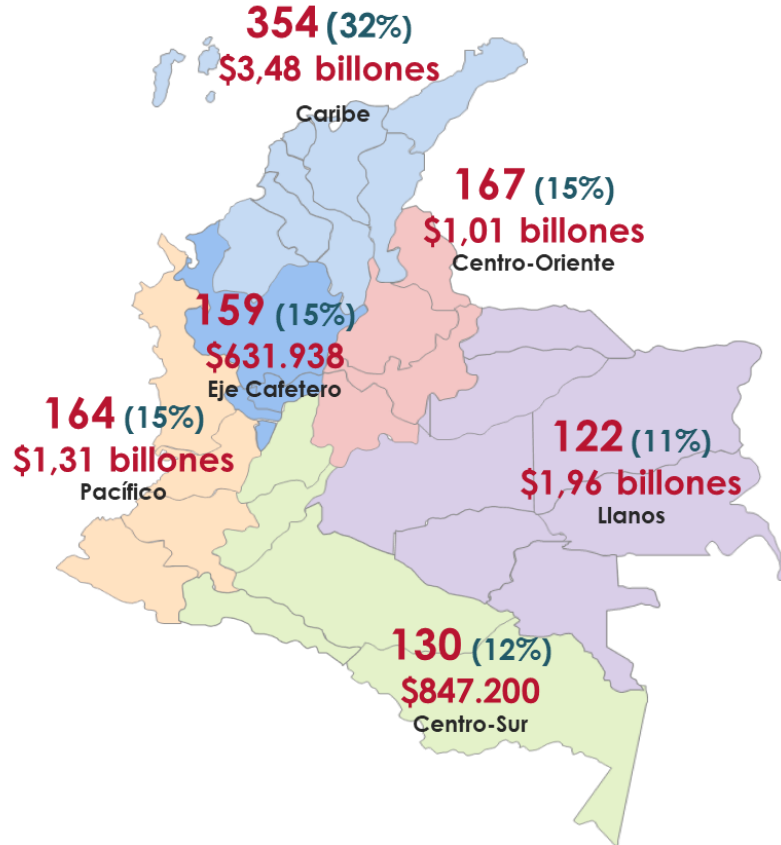 354 (32%)
$3,48 billones
Caribe
167 (15%)
$1,01 billones
Centro-Oriente
159 (15%)
$631.938
Eje Cafetero
164 (15%)
$1,31 billones
Pacífico
122 (11%)
$1,96 billones
Llanos
130 (12%)
$847.200
Centro-Sur